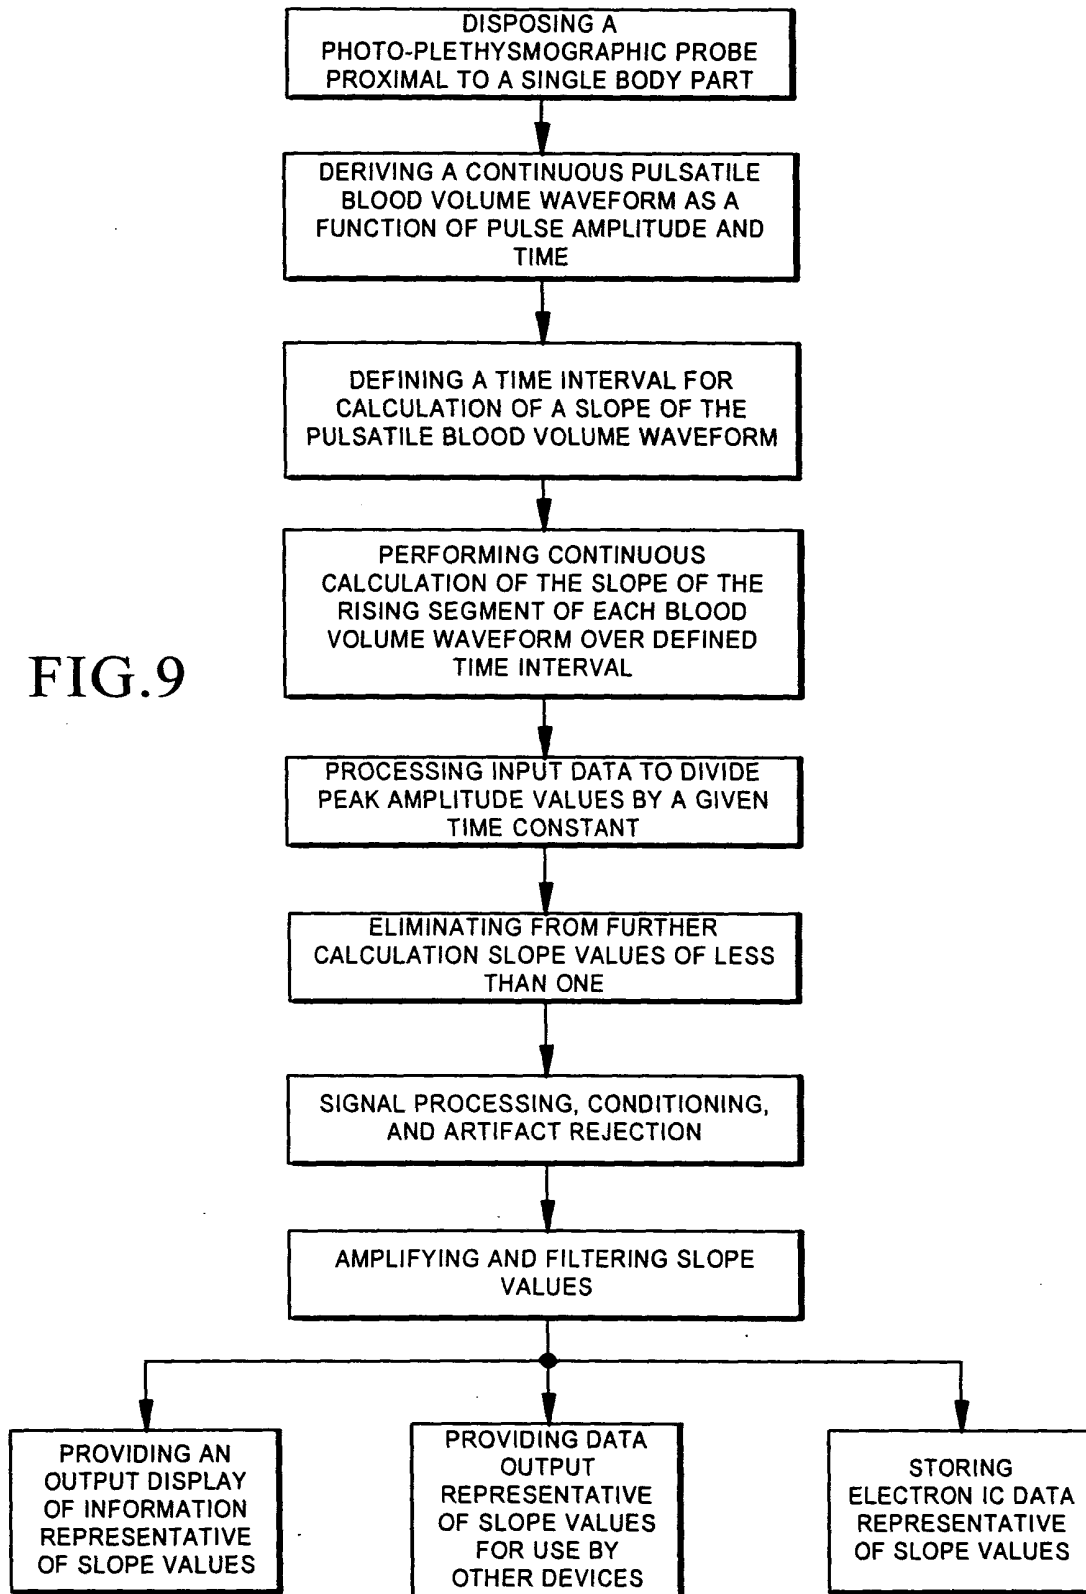 DISPOSING A
PHOTO-PLETHYSMOGRAPHIC PROBE
PROXIMAL TO A SINGLE BODY PART
DERIVING A CONTINUOUS PULSATILE
BLOOD VOLUME WAVEFORM AS A
FUNCTION OF PULSE AMPLITUDE AND
TIME
DEFINING A TIME INTERVAL FOR
CALCULATION OF A SLOPE OF THE
PULSATILE BLOOD VOLUME WAVEFORM
PERFORMING CONTINUOUS
CALCULATION OF THE SLOPE OF THE
RISING SEGMENT OF EACH BLOOD
VOLUME WAVEFORM OVER DEFINED
TIME INTERVAL
FIG.9
PROCESSING INPUT DATA TO DIVIDE
PEAK AMPLITUDE VALUES BY A GIVEN
TIME CONSTANT
ELIMINATING FROM FURTHER
CALCULATION SLOPE VALUES OF LESS
THAN ONE
SIGNAL PROCESSING, CONDITIONING,
AND ARTIFACT REJECTION
AMPLIFYING AND FILTERING SLOPE
VALUES
PROVIDING AN
OUTPUT DISPLAY
OF INFORMATION
REPRESENTATIVE
OF SLOPE VALUES
PROVIDING DATA
OUTPUT
REPRESENTATIVE
OF SLOPE VALUES
FOR USE BY
OTHER DEVICES
STORING
ELECTRON IC DATA
REPRESENTATIVE
OF SLOPE VALUES